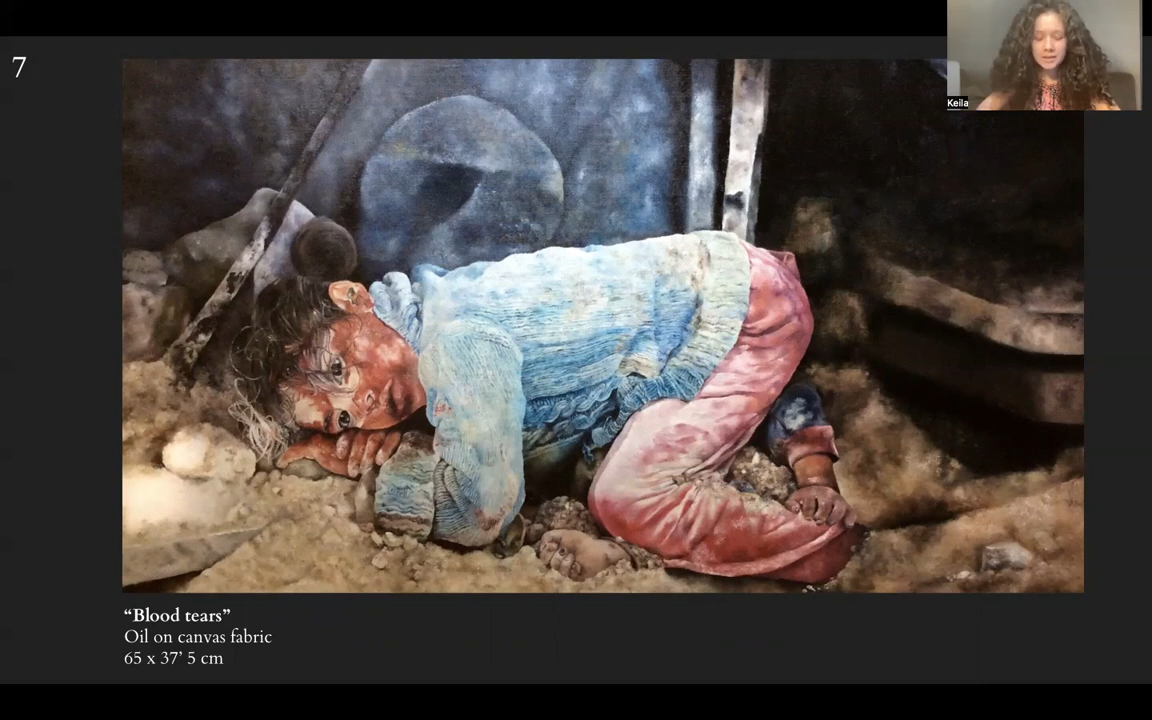 7
Keila
“Blood tears”
Oil on canvas fabric
65 x 37’ 5 cm